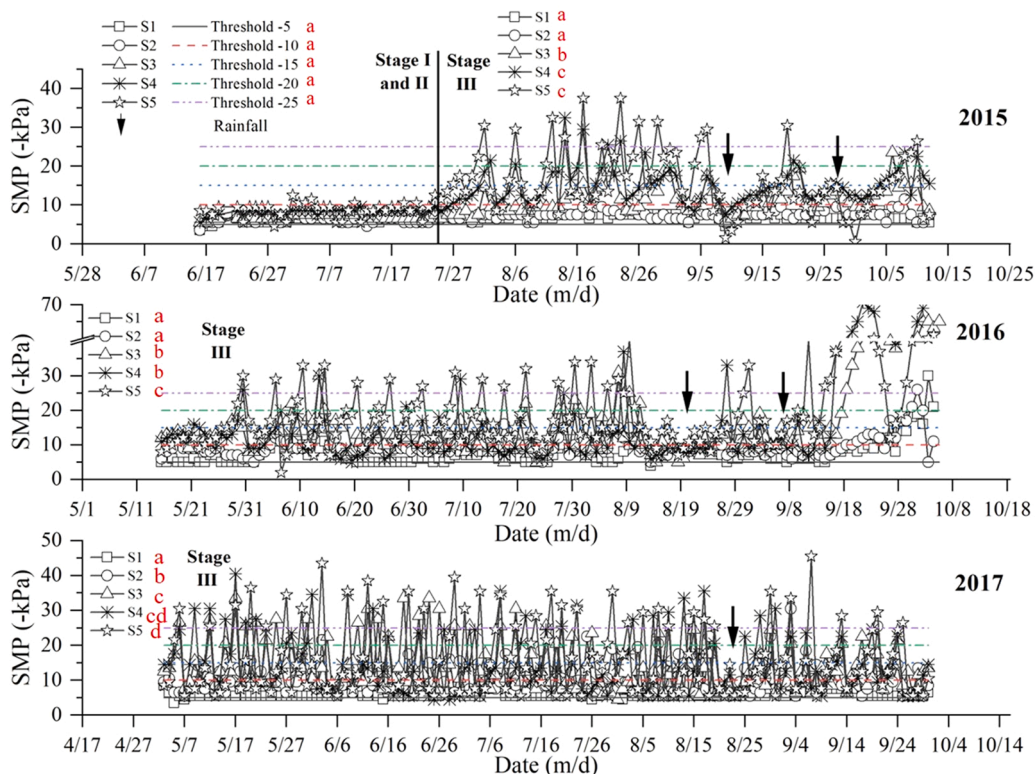 S1 Threshold -5 a
S2 Threshold -10 a
S3 Threshold -15 a
S4 Threshold -20 a
S5 Threshold -25 a
Rainfall
Stage I and II
Stage III
S1 a
S2 a
S3 b
S4 c
S5 c
2015
SMP (-kPa)
40
30
20
10
0
5/28 6/7 6/17 6/27 7/7 7/17 7/27 8/6 8/16 8/26 9/5 9/15 9/25 10/5 10/15 10/25
Date (m/d)
S1 a
S2 a
S3 b
S4 b
S5 c
Stage III
2016
SMP (-kPa)
70
30
20
10
0
5/1 5/11 5/21 5/31 6/10 6/20 6/30 7/10 7/20 7/30 8/9 8/19 8/29 9/8 9/18 9/28 10/8 10/18
Date (m/d)
S1 a
S2 b
S3 c
S4 cd
S5 d
Stage III
2017
SMP (-kPa)
50
40
30
20
10
0
4/17 4/27 5/7 5/17 5/27 6/6 6/16 6/26 7/6 7/16 7/26 8/5 8/15 8/25 9/4 9/14 9/24 10/4 10/14
Date (m/d)